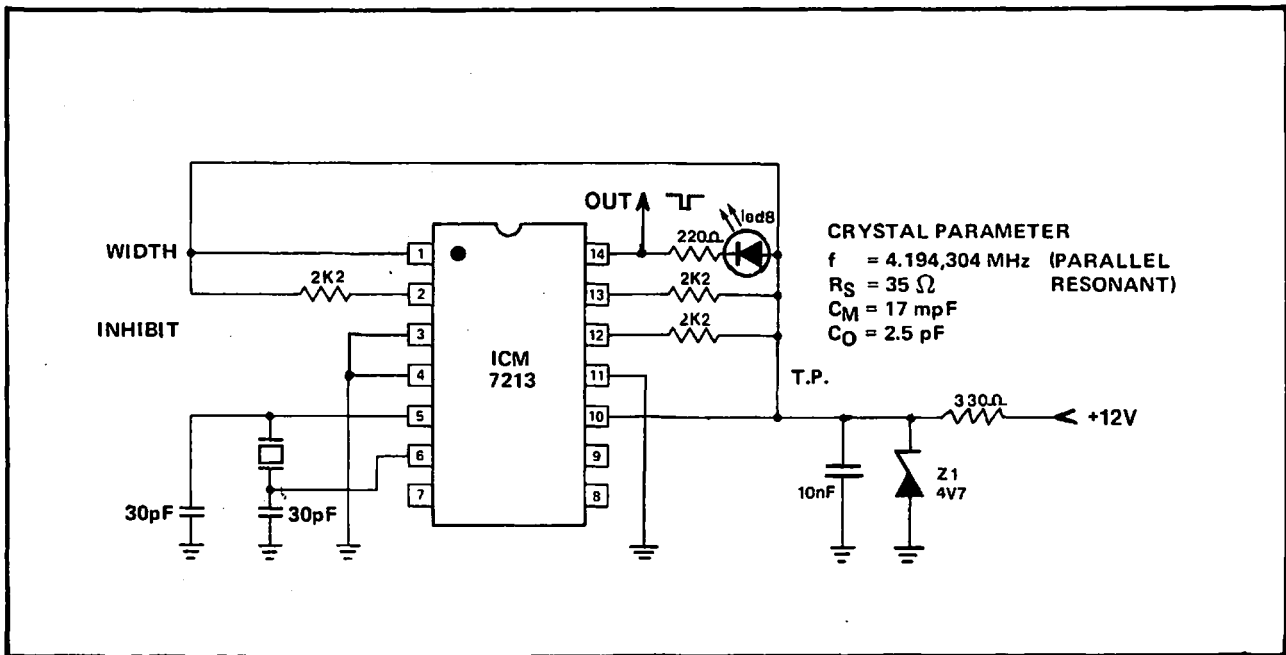 OUT
led8
WIDTH
1
14
220Ω
CRYSTAL PARAMETER
f = 4.194,304 MHz (PARALLEL
RESONANT)
RS = 35 Ω
CM = 17 mpF
CO = 2.5 pF
2K2
2
13
2K2
INHIBIT
3
12
2K2
ICM
7213
4
11
T.P.
5
10
330Ω
+12V
6
9
7
8
30pF
30pF
10nF
Z1
4V7